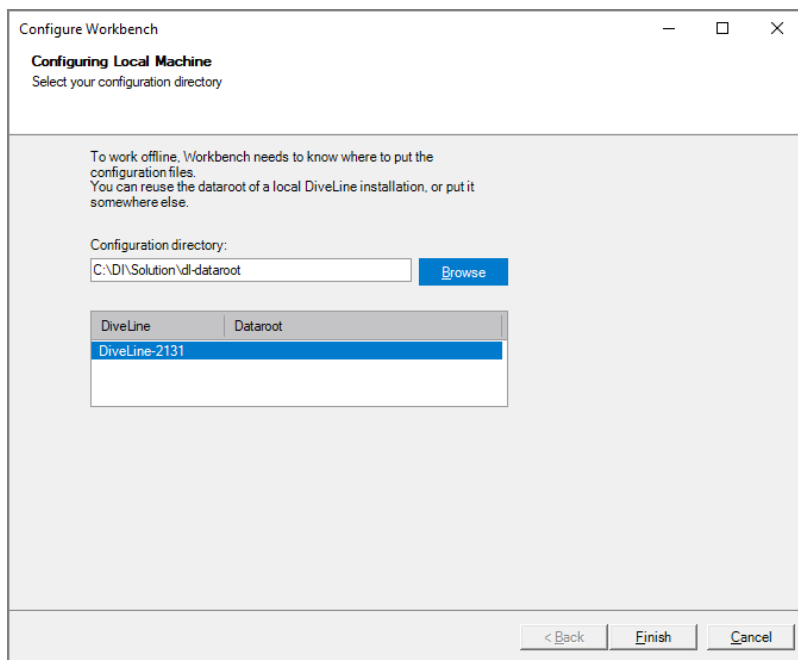 Configure Workbench
Configuring Local Machine
Select your configuration directory
To work offline, Workbench needs to know where to put the
configuration files.
You can reuse the dataroot of a local DiveLine installation, or put it
somewhere else.
Configuration directory:
C:\DI\Solution\dl-dataroot
Browse
DiveLine Dataroot
DiveLine-2131
< Back Finish Cancel